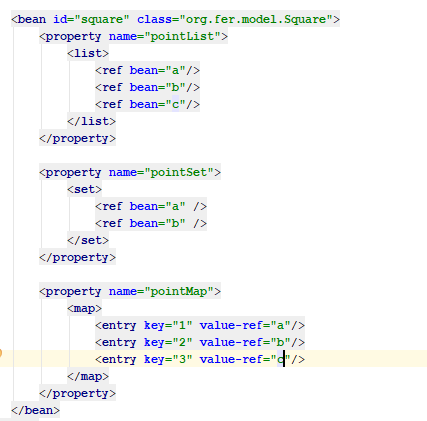 <bean id="square" class="org.fer.model.Square">
<property name="pointList">
<list>
<ref bean="a"/>
<ref bean="b"/>
<ref bean="c"/>
</list>
</property>
<property name="pointSet">
<set>
<ref bean="a" />
<ref bean="b" />
</set>
</property>
<property name="pointMap">
<map>
<entry key="1" value-ref="a"/>
<entry key="2" value-ref="b"/>
<entry key="3" value-ref="c"/>
</map>
</property>
</bean>